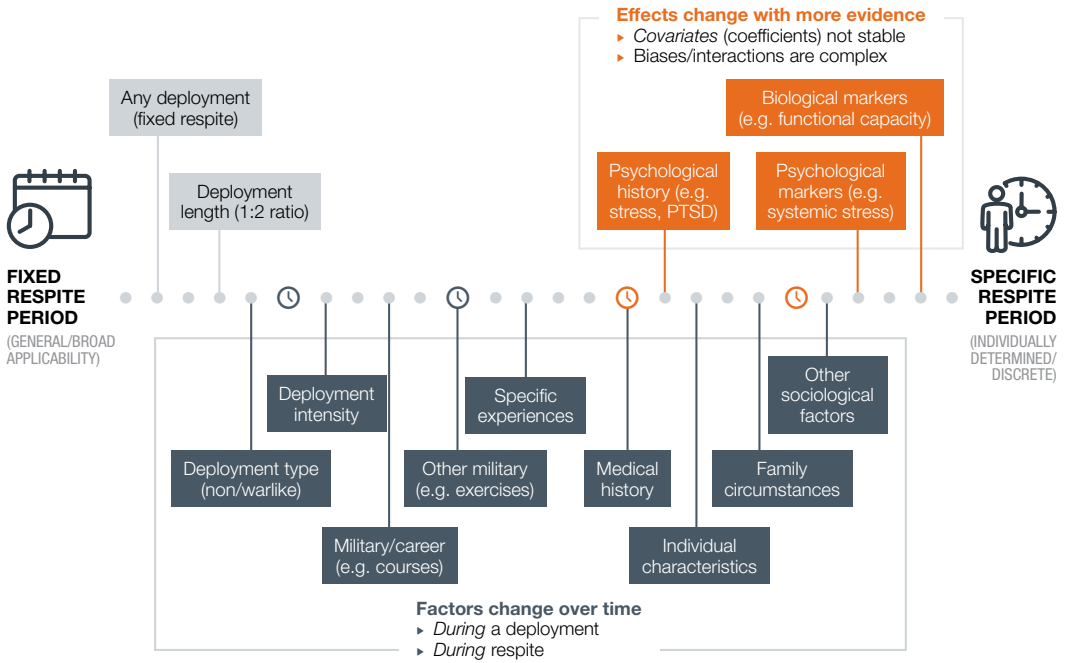 Effects change with more evidence
▸ Covariates (coefficients) not stable
▸ Biases/interactions are complex
Any deployment
(fixed respite)
Biological markers
(e.g. functional capacity)
Deployment
length (1:2 ratio)
Psychological
history (e.g.
stress, PTSD)
Psychological
markers (e.g.
systemic stress)
FIXED
RESPITE
PERIOD
(GENERAL/BROAD
APPLICABILITY)
SPECIFIC
RESPITE
PERIOD
(INDIVIDUALLY
DETERMINED/
DISCRETE)
Deployment
intensity
Specific
experiences
Other
sociological
factors
Deployment type
(non/warlike)
Other military
(e.g. exercises)
Medical
history
Family
circumstances
Military/career
(e.g. courses)
Individual
characteristics
Factors change over time
▸ During a deployment
▸ During respite